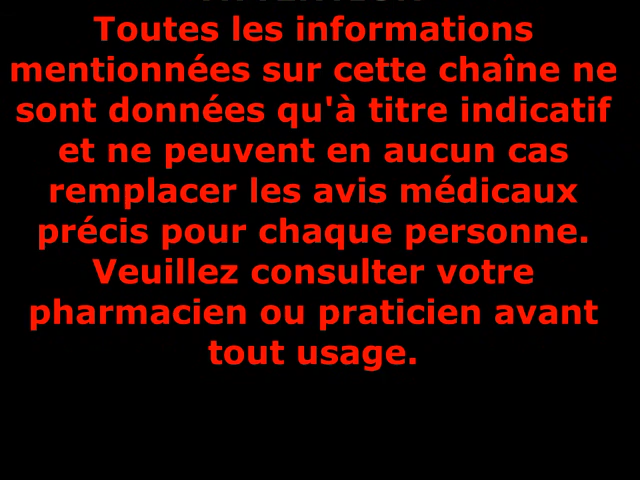 Toutes les informations
mentionnées sur cette chaîne ne
sont données qu'à titre indicatif
et ne peuvent en aucun cas
remplacer les avis médicaux
précis pour chaque personne.
Veuillez consulter votre
pharmacien ou praticien avant
tout usage.